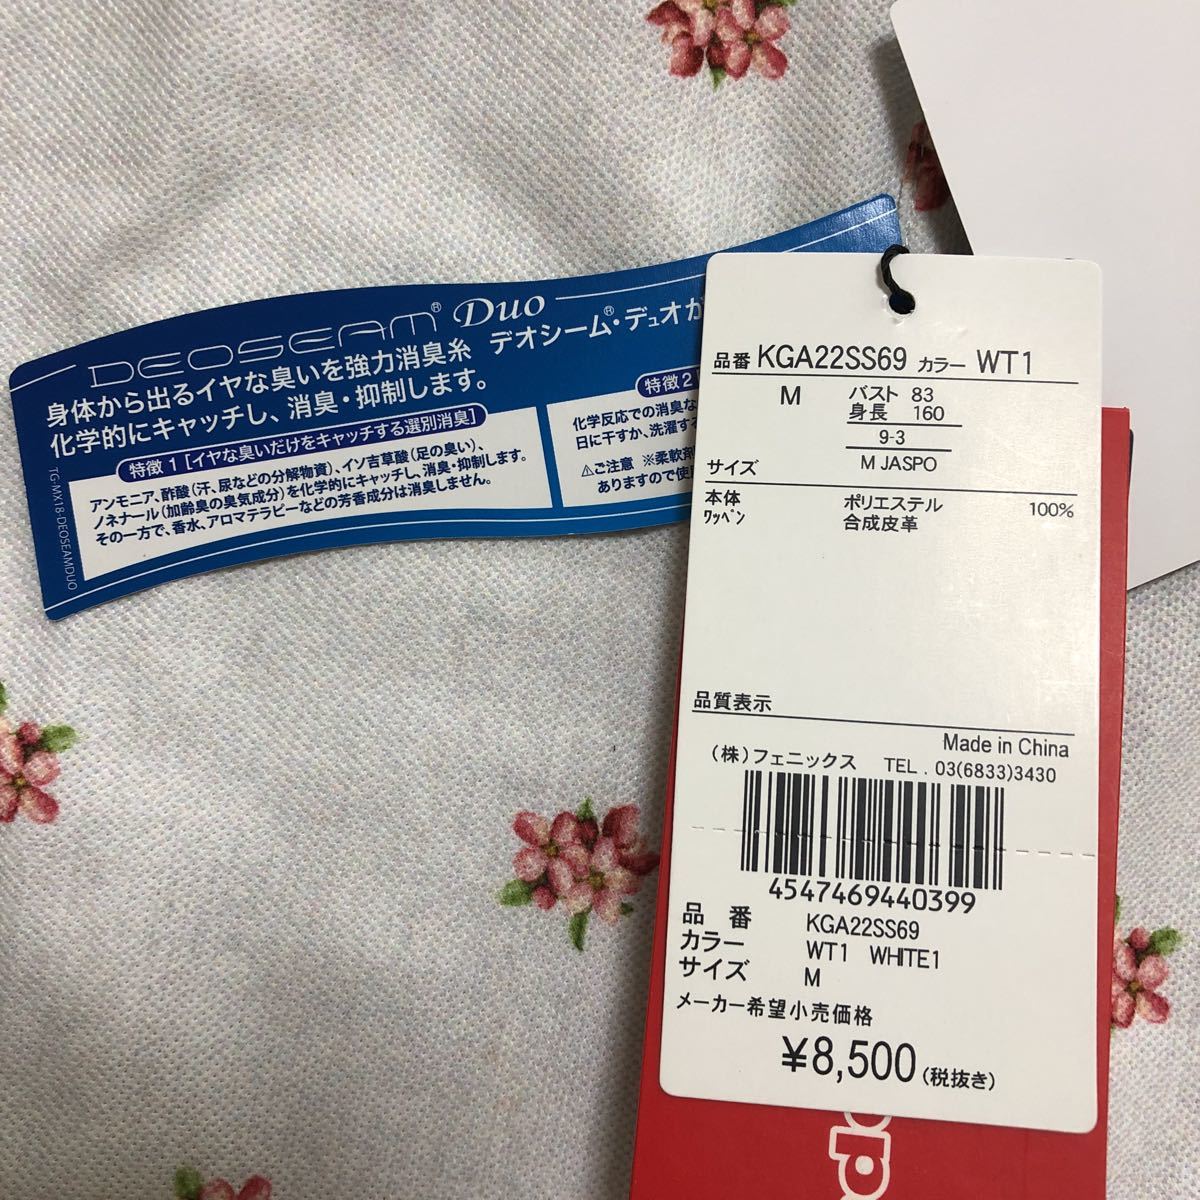 DEOSEAM® Duo
身体から出るイヤな臭いを強力消臭糸 デオシーム®・デュオが
化学的にキャッチし、消臭・抑制します。
特徴1 [イヤな臭いだけをキャッチする選別消臭]
アンモニア、酢酸(汗、尿などの分解物資)、イソ吉草酸(足の臭い)、
ノネナール(加齢臭の臭気成分)を化学的にキャッチし、消臭・抑制します。
その一方で、香水、アロマテラピーなどの芳香成分は消臭しません。
特徴2
化学反応での消臭な
日に干すか、洗濯する
⚠ご注意 ※柔軟剤
ありますので使
TG-MX18-DEOSEAMDUO
品番 KGA22SS69 カラー WT1
M バスト 83
身長 160
9-3
サイズ M JASPO
本体 ポリエステル 100%
ワッペン 合成皮革
品質表示
Made in China
(株)フェニックス TEL . 03(6833)3430
4547469440399
品 番 KGA22SS69
カラー WT1 WHITE1
サイズ M
メーカー希望小売価格
¥8,500(税抜き)